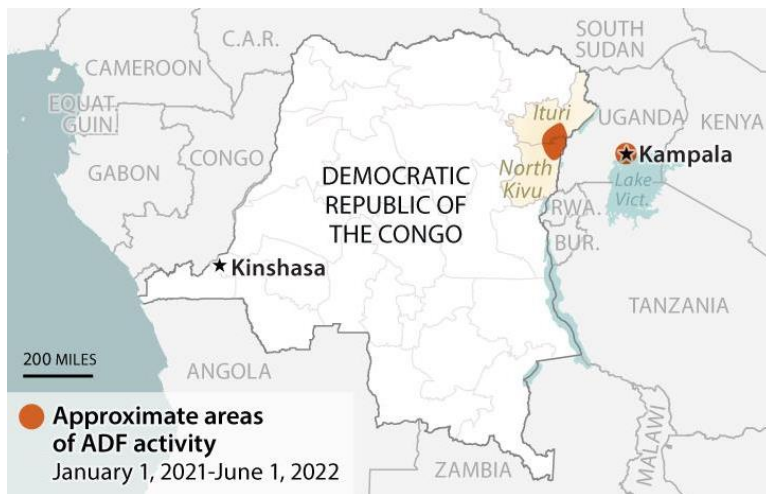 SOUTH
SUDAN
C.A.R.
CAMEROON
EQUAT.
GUIN.
Ituri
UGANDA
KENYA
GABON
CONGO
Kampala
North
Kivu
DEMOCRATIC
REPUBLIC OF
THE CONGO
Lake
Vict.
RWA.
BUR.
Kinshasa
TANZANIA
200 MILES
ANGOLA
Approximate areas
of ADF activity
January 1, 2021-June 1, 2022
ZAMBIA
MALAWI